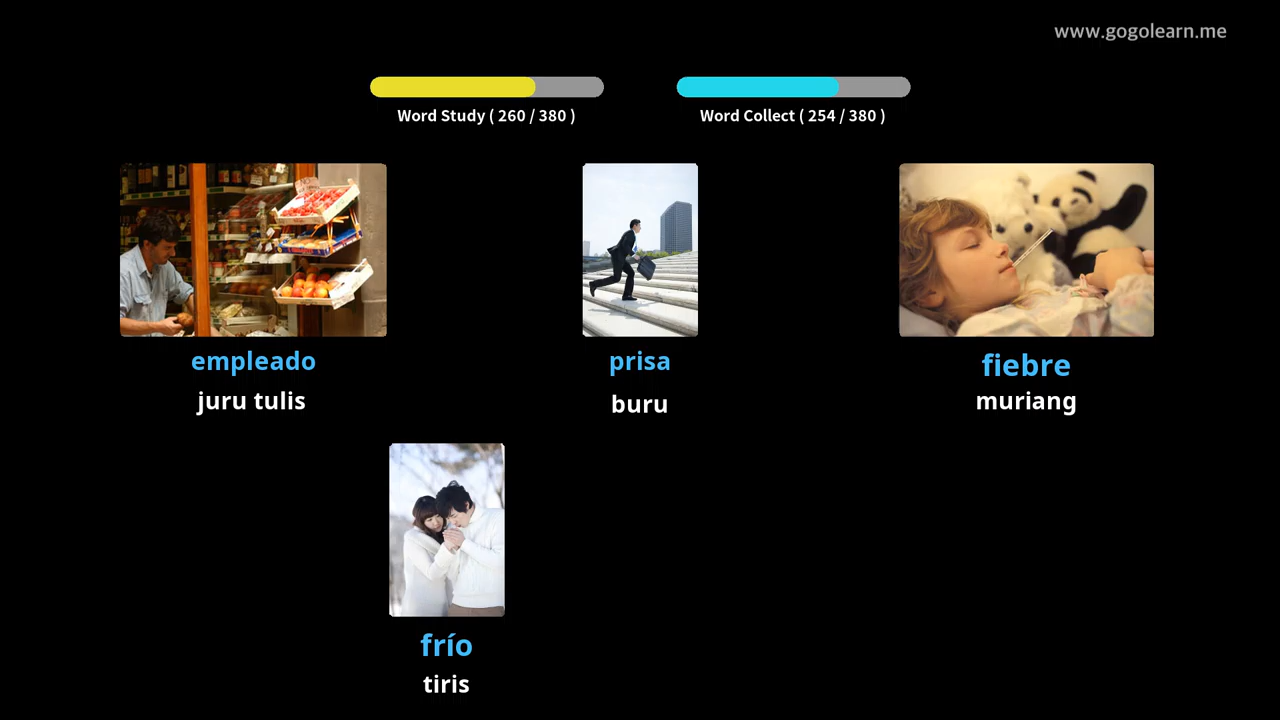 www.gogolearn.me
Word Study ( 260 / 380 )
Word Collect ( 254 / 380 )
empleado
juru tulis
prisa
buru
fiebre
muriang
frío
tiris